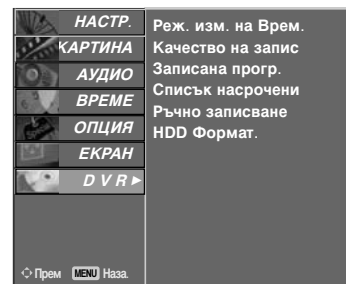 НАСТР.
КАРТИНА
АУДИО
ВРЕМЕ
ОПЦИЯ
ЕКРАН
D V R
Реж. изм. на Врем.
Качество на запис
Записана прогр.
Списък насрочени
Ръчно записване
HDD Формат.
Прем MENU Наза.